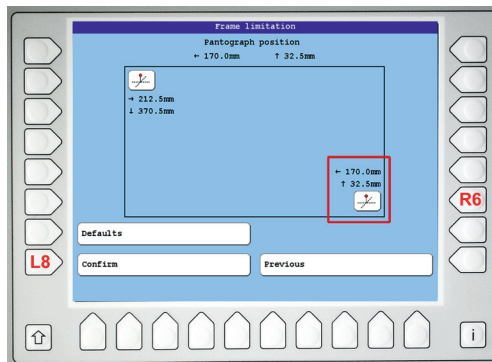 Frame limitation
Pantograph position
← 170.0mm ↑ 32.5mm
→ 212.5mm
↓ 370.5mm
← 170.0mm
↑ 32.5mm
R6
Defaults
L8
Confirm Previous
i